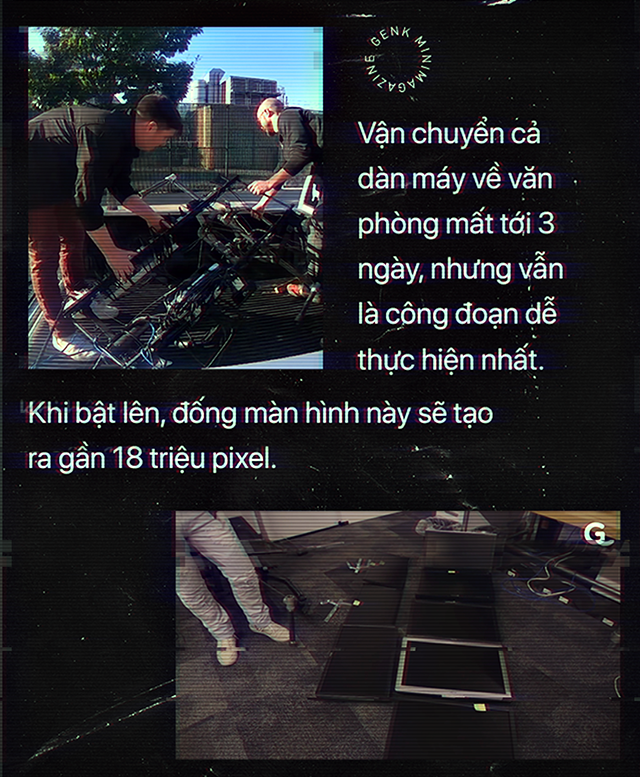 GENK MINIMAGAZINE
Vận chuyển cả
dàn máy về văn
phòng mất tới 3
ngày, nhưng vẫn
là công đoạn dễ
thực hiện nhất.
Khi bật lên, đống màn hình này sẽ tạo
ra gần 18 triệu pixel.
G